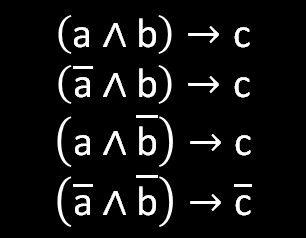 (a ∧ b) → c
(a̅ ∧ b) → c
(a ∧ b̅) → c
(a̅ ∧ b̅) → c̅